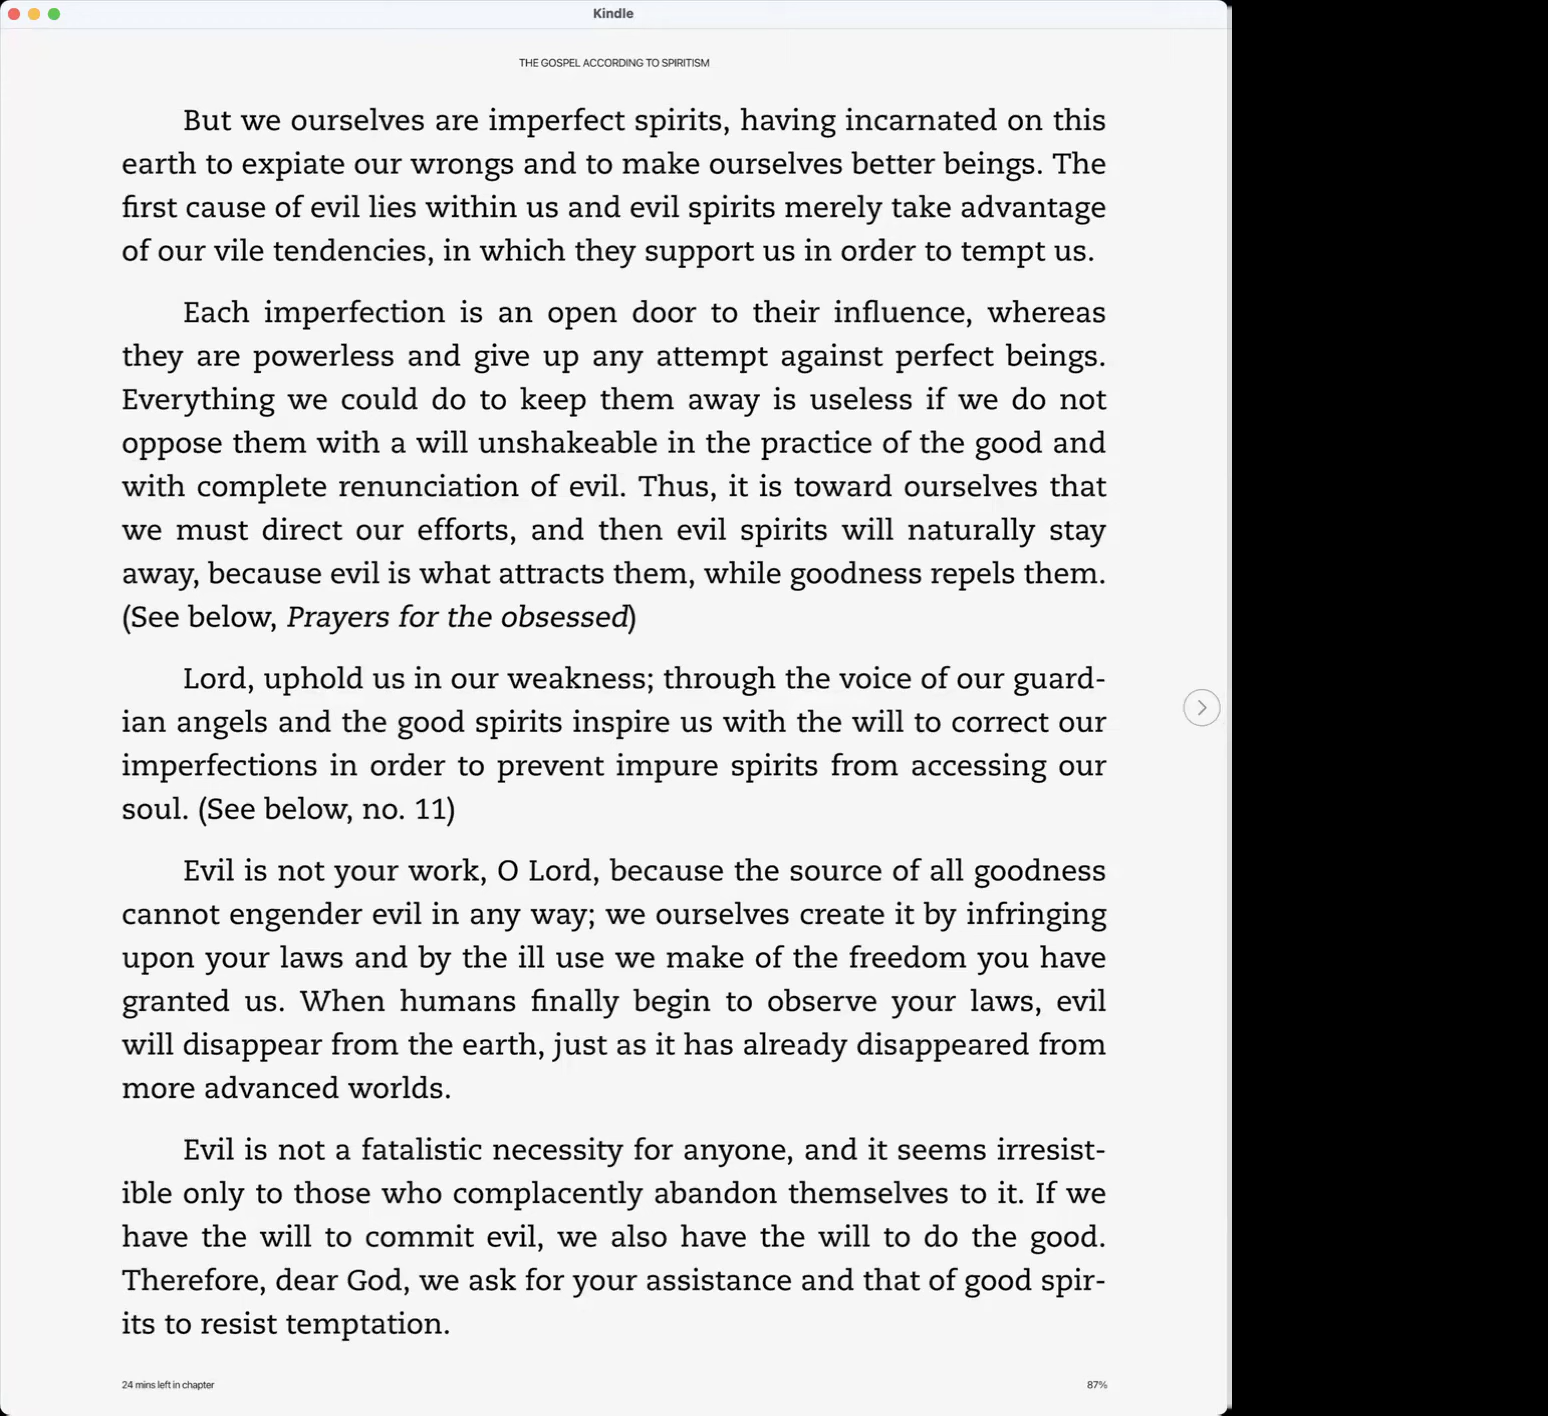 Kindle
THE GOSPEL ACCORDING TO SPIRITISM
But we ourselves are imperfect spirits, having incarnated on this
earth to expiate our wrongs and to make ourselves better beings. The
first cause of evil lies within us and evil spirits merely take advantage
of our vile tendencies, in which they support us in order to tempt us.
Each imperfection is an open door to their influence, whereas
they are powerless and give up any attempt against perfect beings.
Everything we could do to keep them away is useless if we do not
oppose them with a will unshakeable in the practice of the good and
with complete renunciation of evil. Thus, it is toward ourselves that
we must direct our efforts, and then evil spirits will naturally stay
away, because evil is what attracts them, while goodness repels them.
(See below, Prayers for the obsessed)
Lord, uphold us in our weakness; through the voice of our guard-
ian angels and the good spirits inspire us with the will to correct our
imperfections in order to prevent impure spirits from accessing our
soul. (See below, no. 11)
Evil is not your work, O Lord, because the source of all goodness
cannot engender evil in any way; we ourselves create it by infringing
upon your laws and by the ill use we make of the freedom you have
granted us. When humans finally begin to observe your laws, evil
will disappear from the earth, just as it has already disappeared from
more advanced worlds.
Evil is not a fatalistic necessity for anyone, and it seems irresist-
ible only to those who complacently abandon themselves to it. If we
have the will to commit evil, we also have the will to do the good.
Therefore, dear God, we ask for your assistance and that of good spir-
its to resist temptation.
24 mins left in chapter
87%